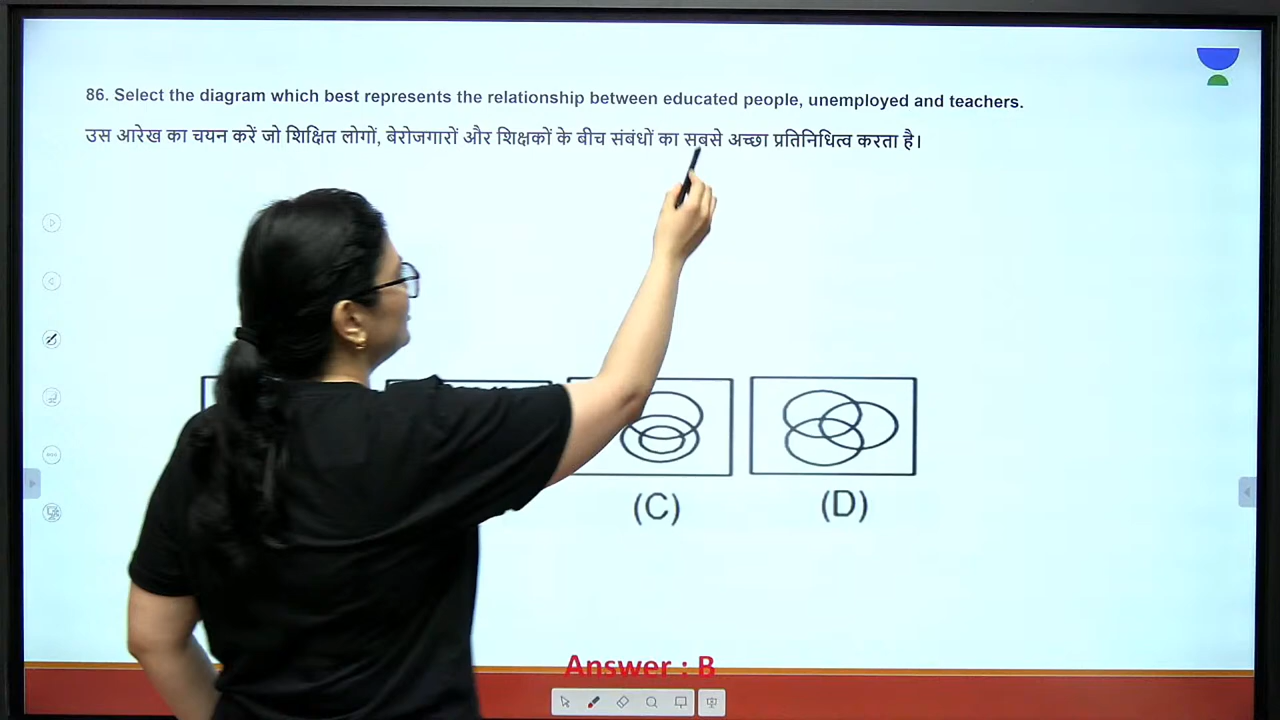 86. Select the diagram which best represents the relationship between educated people, unemployed and teachers.
उस आरेख का चयन करें जो शिक्षित लोगों, बेरोजगारों और शिक्षकों के बीच संबंधों का सबसे अच्छा प्रतिनिधित्व करता है।
(C) (D)
Answer : B